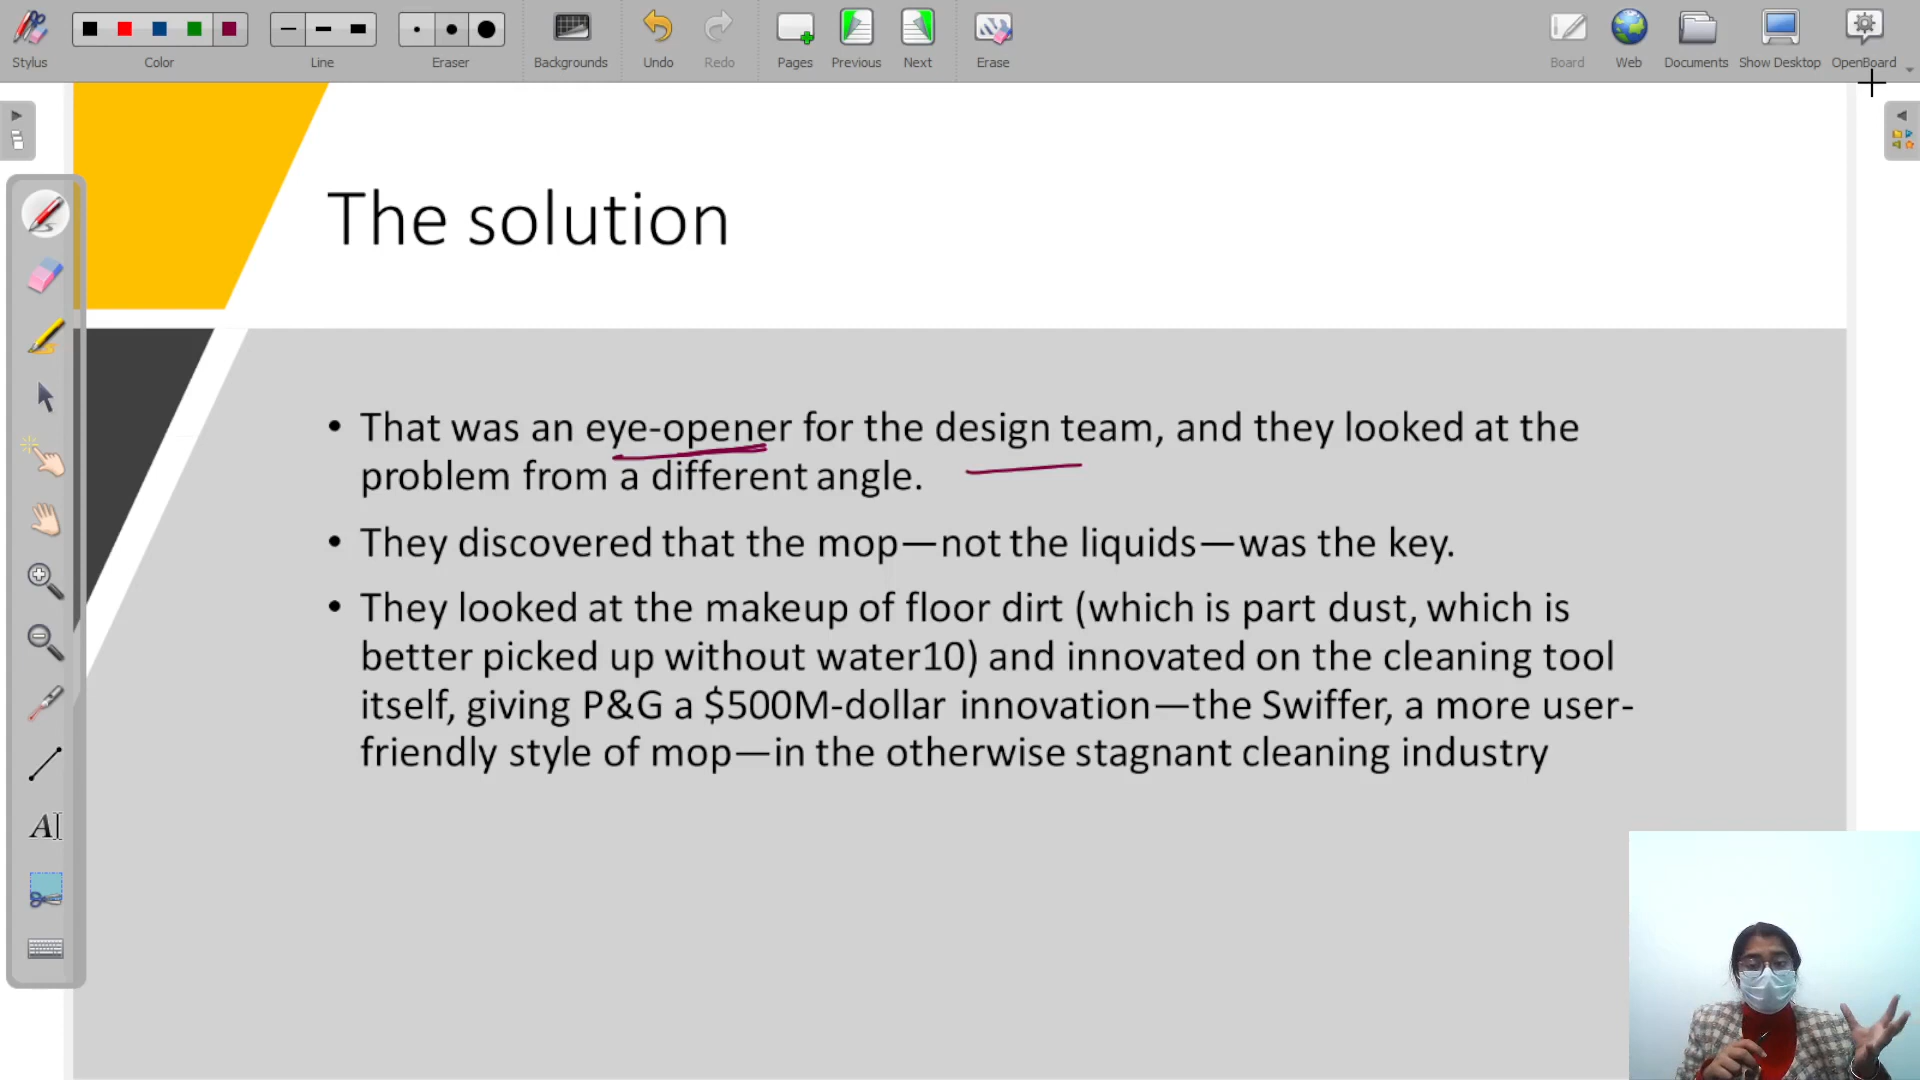 Stylus
Color
Line
Eraser
Backgrounds
Undo
Redo
Pages
Previous
Next
Erase
Board
Web
Documents
Show Desktop
OpenBoard
The solution
• That was an eye-opener for the design team, and they looked at the
problem from a different angle.
• They discovered that the mop—not the liquids—was the key.
• They looked at the makeup of floor dirt (which is part dust, which is
better picked up without water10) and innovated on the cleaning tool
itself, giving P&G a $500M-dollar innovation—the Swiffer, a more user-
friendly style of mop—in the otherwise stagnant cleaning industry